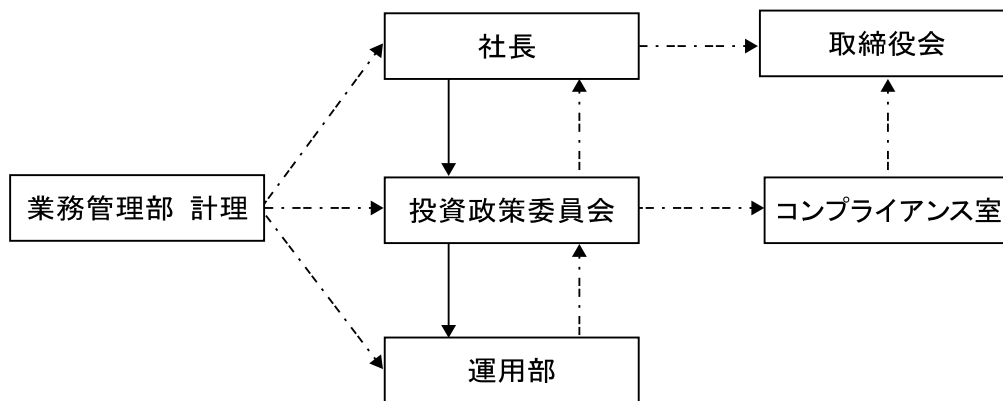 社長
取締役会
業務管理部 計理
投資政策委員会
コンプライアンス室
運用部